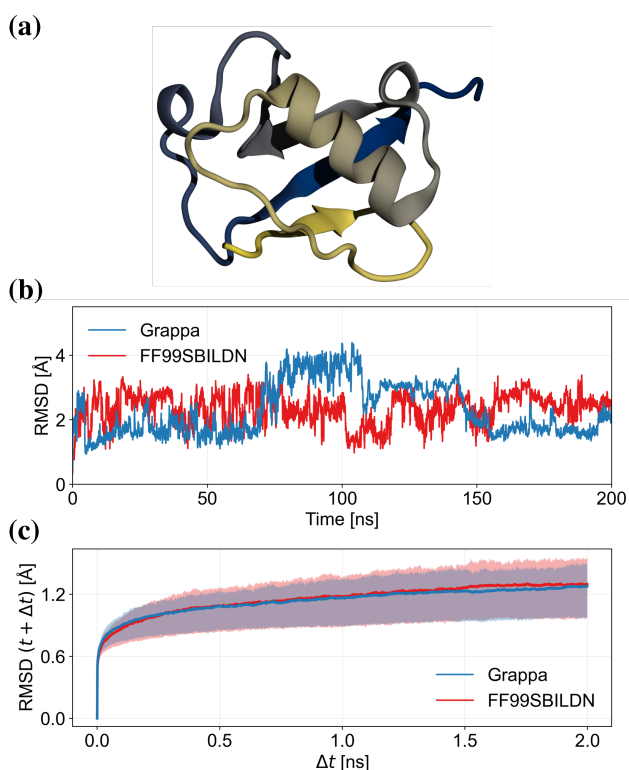 (a)
(b)
Grappa
FF99SBILDN
RMSD [Å]
4
2
0
0 50 100 150 200
Time [ns]
(c)
RMSD (t + Δt) [Å]
1.2
0.6
0.0
Grappa
FF99SBILDN
0.0 0.5 1.0 1.5 2.0
Δt [ns]